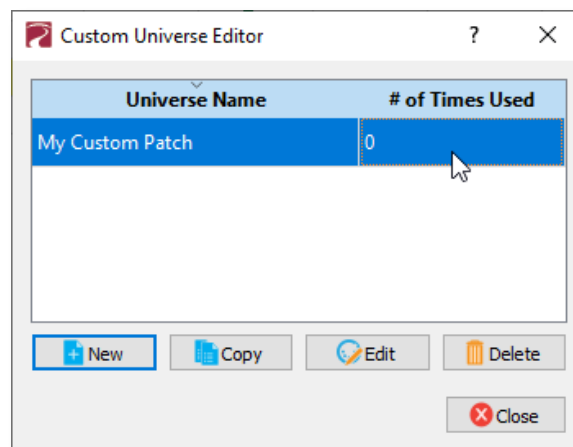 Custom Universe Editor ?
Universe Name # of Times Used
My Custom Patch 0
New Copy Edit Delete
Close